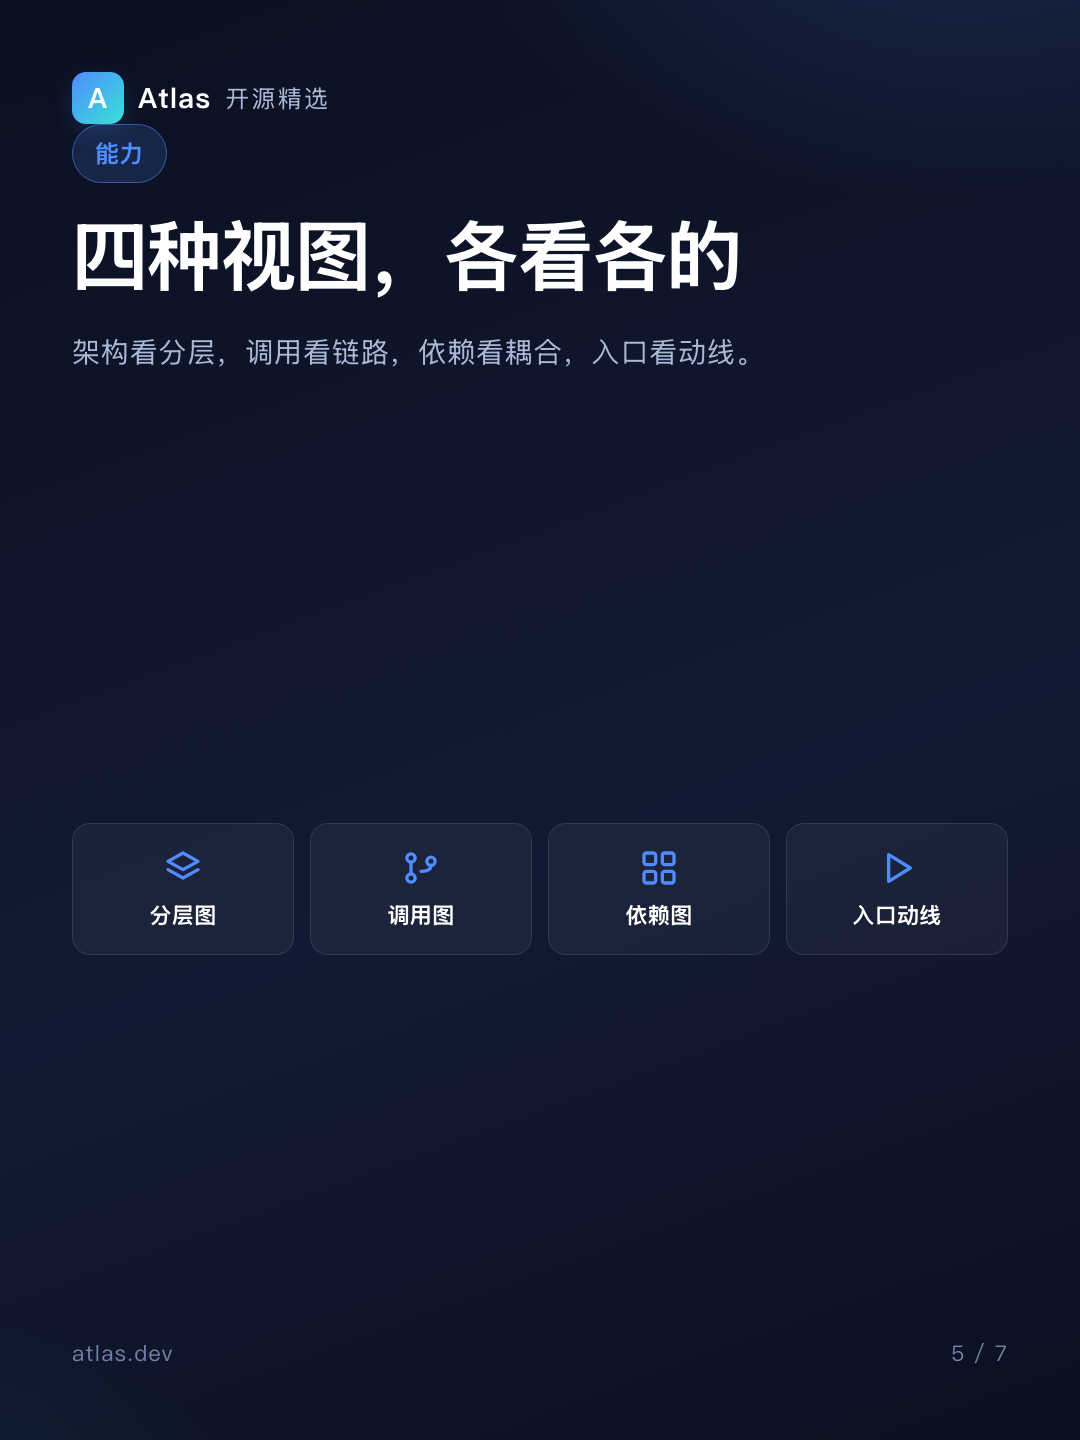 A Atlas 开源精选
能力
四种视图，各看各的
架构看分层，调用看链路，依赖看耦合，入口看动线。
分层图 调用图 依赖图 入口动线
atlas.dev 5 / 7